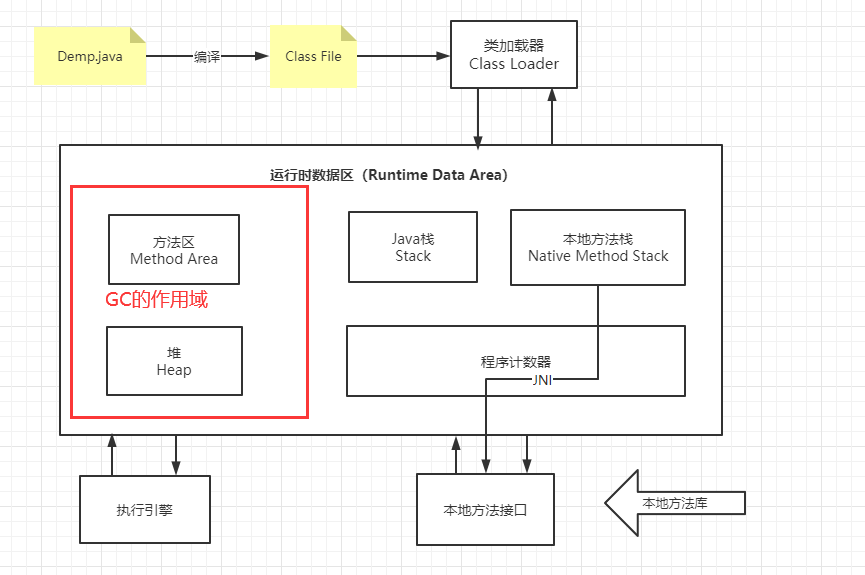 Demp.java
编译
Class File
类加载器
Class Loader
运行时数据区（Runtime Data Area）
方法区
Method Area
Java栈
Stack
本地方法栈
Native Method Stack
GC的作用域
堆
Heap
程序计数器
JNI
执行引擎
本地方法接口
本地方法库